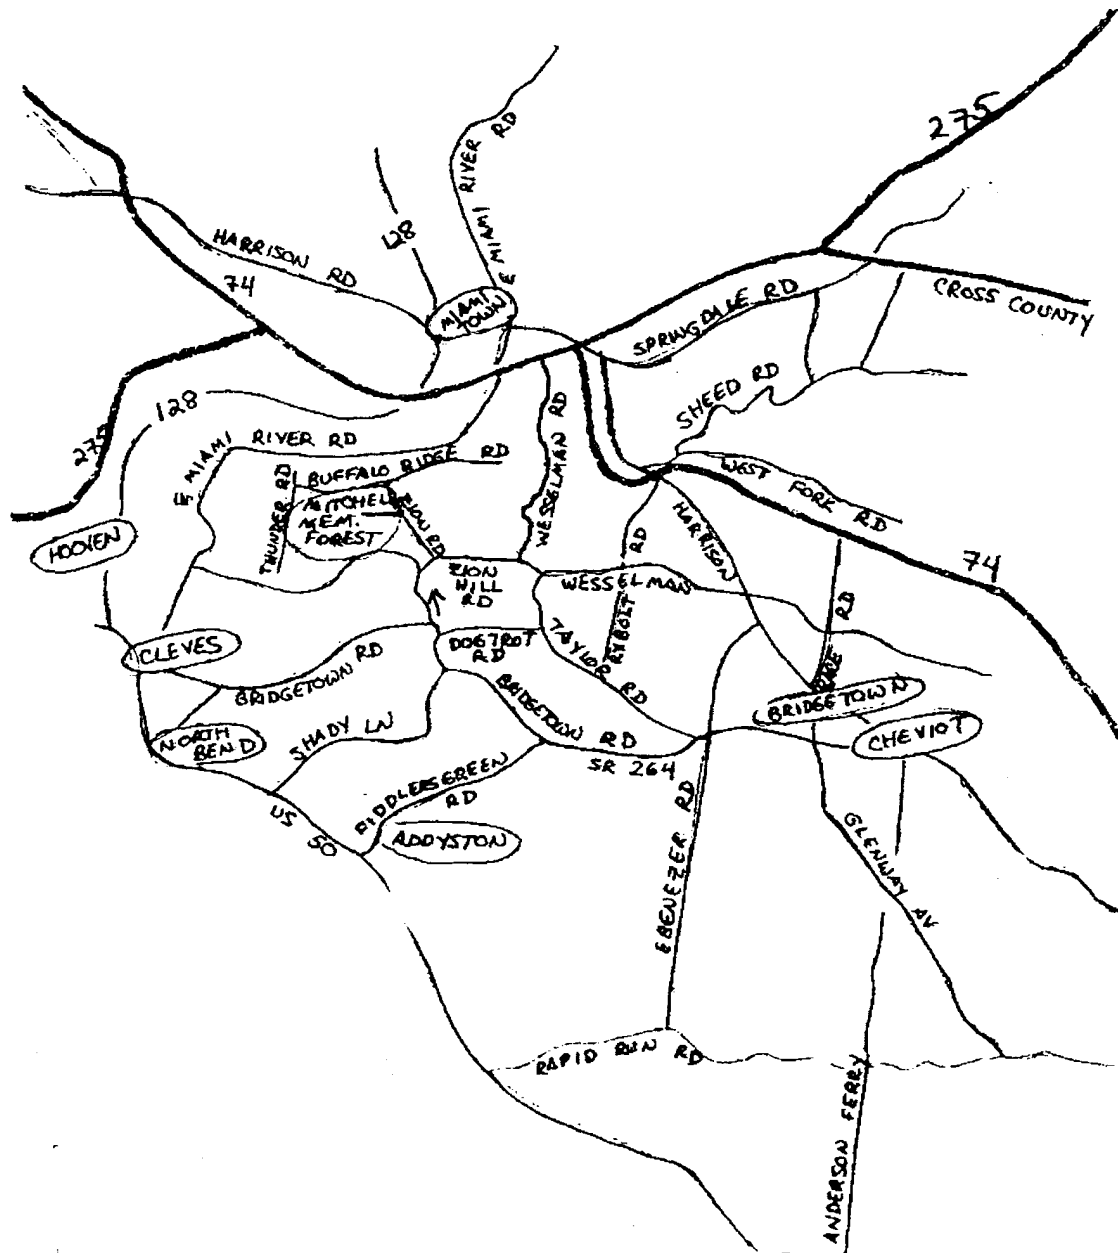 275
E MIAMI RIVER RD
128
HARRISON RD
74
MIAMI
TOWN
SPRINGDALE RD
CROSS COUNTY
SHEED RD
128
275
E MIAMI RIVER RD
BUFFALO RIDGE RD
WESSELMAN RD
WEST FORK RD
THUNDER RD
MITCHELL
MEM.
FOREST
ZION RD
HARRISON
HOOVEN
74
ZION
HILL
RD
WESSELMAN
RYBOLT RD
RACE RD
CLEVES
DOGTROT
RD
TAYLOR RD
BRIDGETOWN RD
BRIDGETOWN
NORTH
BEND
SHADY LN
BRIDGETOWN RD
SR 264
CHEVIOT
FIDDLERSGREEN
RD
US 50
ADDYSTON
EBENEZER RD
GLENWAY AV
RAPID RUN RD
ANDERSON FERRY